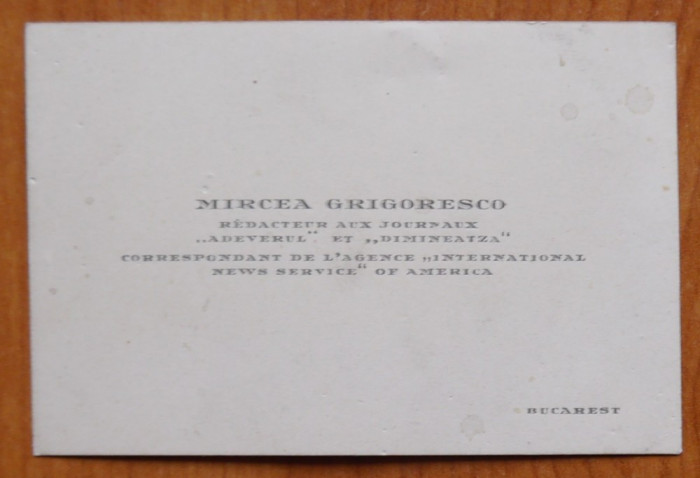 MIRCEA GRIGORESCO
RÉDACTEUR AUX JOURNAUX
„ADEVERUL“ ET „DIMINEATZA“
CORRESPONDANT DE L'AGENCE „INTERNATIONAL
NEWS SERVICE“ OF AMERICA
BUCAREST